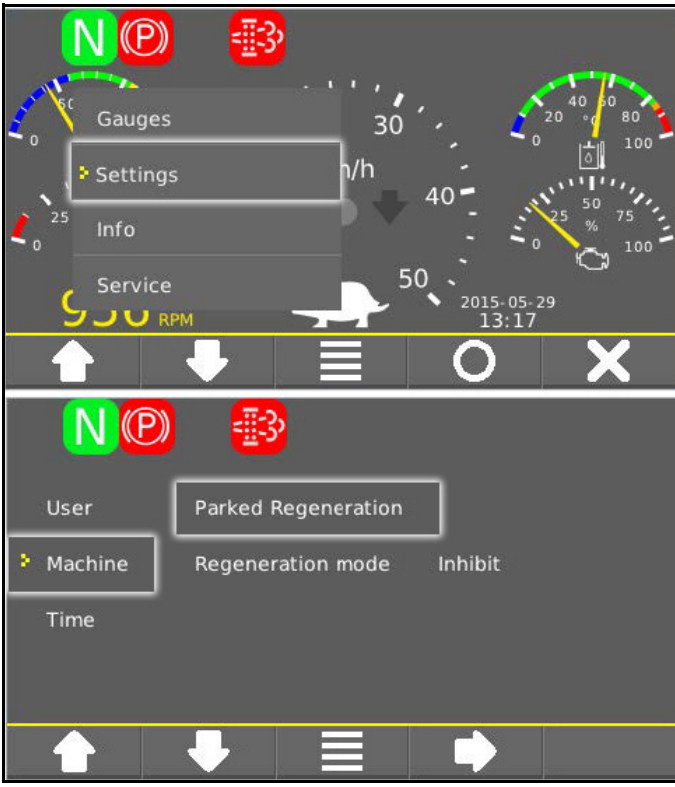 N (P)
50
Gauges
30
40 60
20 °C 80
0
100
Settings
n/h
40
25
0
Info
50
25 75
%
0 100
Service
50
2015-05-29
RPM
13:17
N (P)
User Parked Regeneration
Machine Regeneration mode Inhibit
Time